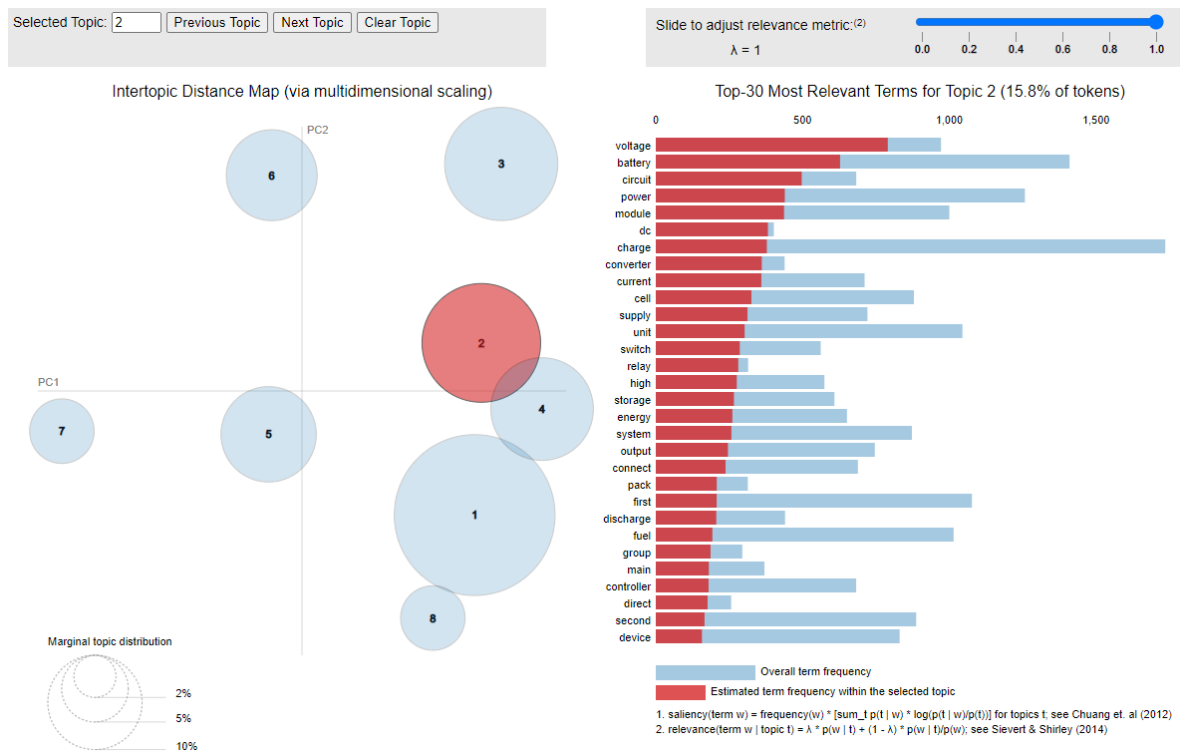 Selected Topic: 2 Previous Topic Next Topic Clear Topic
Slide to adjust relevance metric:(2)
λ = 1
0.0 0.2 0.4 0.6 0.8 1.0
Intertopic Distance Map (via multidimensional scaling)
PC2
PC1
6
3
2
4
7
5
1
8
Marginal topic distribution
2%
5%
10%
Top-30 Most Relevant Terms for Topic 2 (15.8% of tokens)
0 500 1,000 1,500
voltage
battery
circuit
power
module
dc
charge
converter
current
cell
supply
unit
switch
relay
high
storage
energy
system
output
connect
pack
first
discharge
fuel
group
main
controller
direct
second
device
Overall term frequency
Estimated term frequency within the selected topic
1. saliency(term w) = frequency(w) * [sum_t p(t | w) * log(p(t | w)/p(t))] for topics t; see Chuang et. al (2012)
2. relevance(term w | topic t) = λ * p(w | t) + (1 - λ) * p(w | t)/p(w); see Sievert & Shirley (2014)